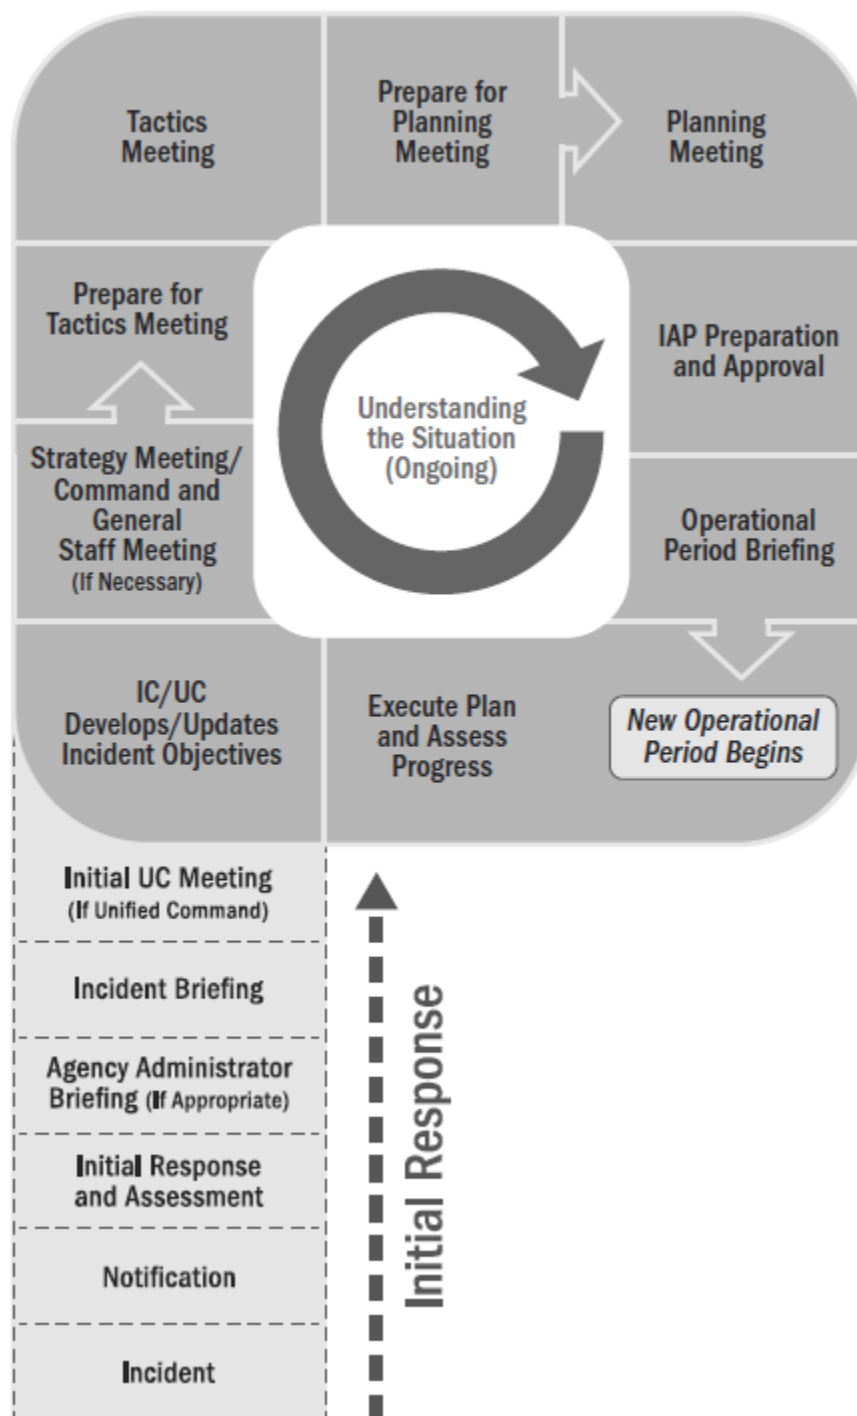 Tactics
Meeting
Prepare for
Planning
Meeting
Planning
Meeting
Prepare for
Tactics Meeting
IAP Preparation
and Approval
Understanding
the Situation
(Ongoing)
Strategy Meeting/
Command and
General
Staff Meeting
(If Necessary)
Operational
Period Briefing
IC/UC
Develops/Updates
Incident Objectives
Execute Plan
and Assess
Progress
New Operational
Period Begins
Initial UC Meeting
(If Unified Command)
Incident Briefing
Agency Administrator
Briefing (If Appropriate)
Initial Response
and Assessment
Notification
Incident
Initial Response